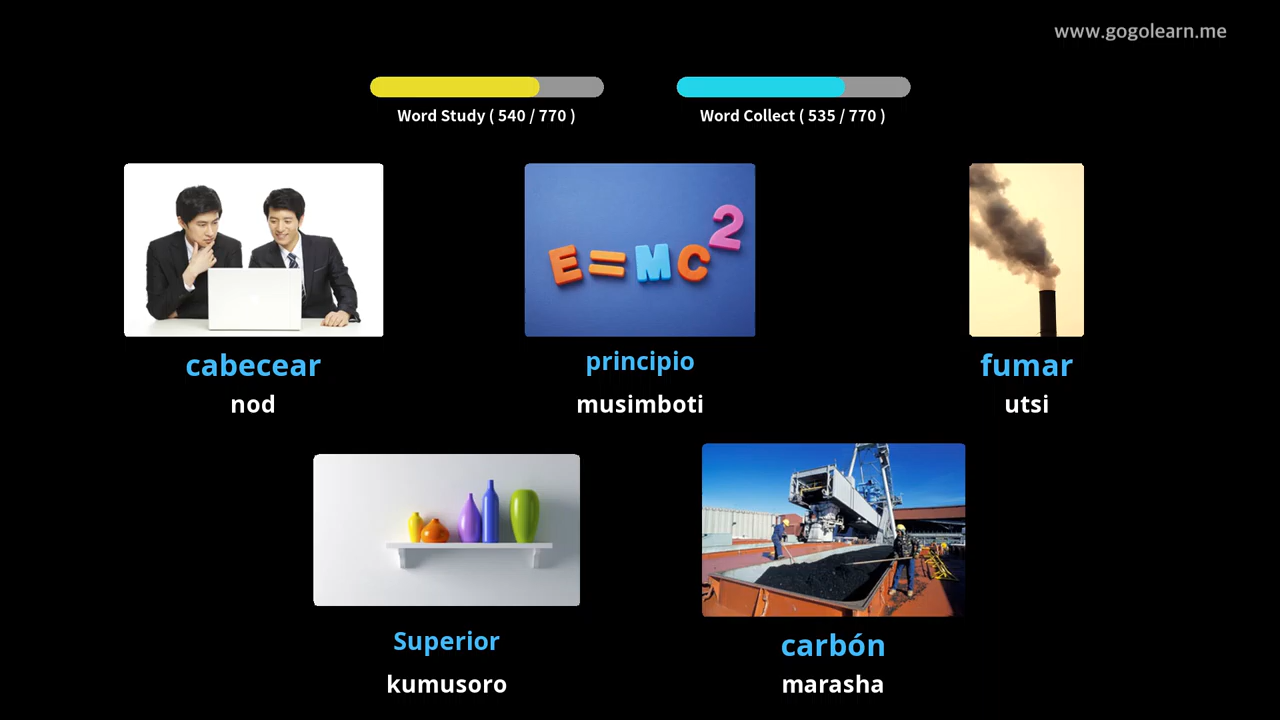 www.gogolearn.me
Word Study ( 540 / 770 )
Word Collect ( 535 / 770 )
E=MC2
cabecear
nod
principio
musimboti
fumar
utsi
Superior
kumusoro
carbón
marasha